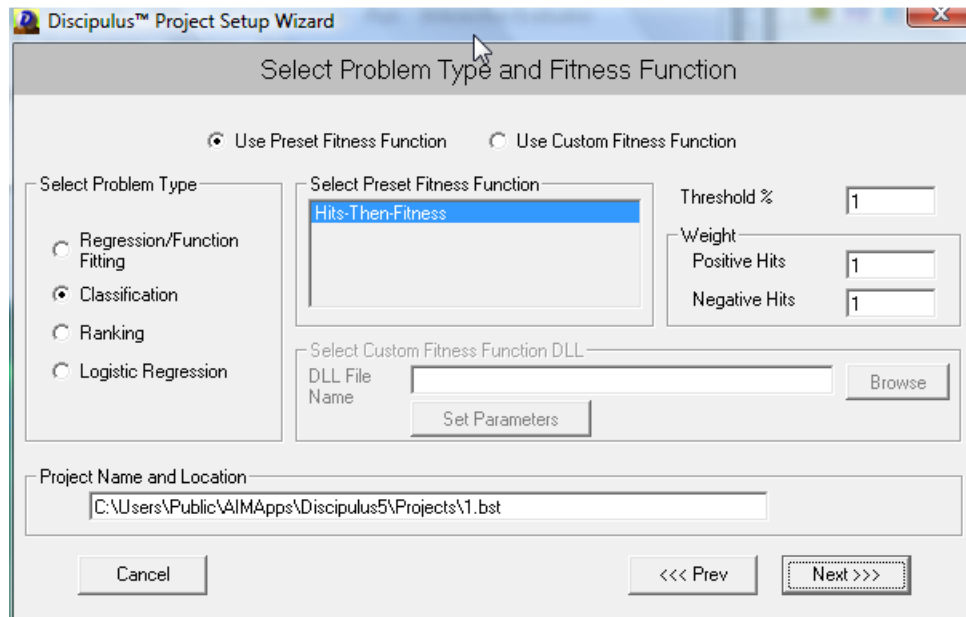 Discipulus™ Project Setup Wizard
Select Problem Type and Fitness Function
Use Preset Fitness Function
Use Custom Fitness Function
Select Problem Type
Regression/Function
Fitting
Classification
Ranking
Logistic Regression
Select Preset Fitness Function
Hits-Then-Fitness
Threshold %
1
Weight
Positive Hits
1
Negative Hits
1
Select Custom Fitness Function DLL
DLL File
Name
Browse
Set Parameters
Project Name and Location
C:\Users\Public\AIMApps\Discipulus5\Projects\1.bst
Cancel
<<< Prev
Next >>>